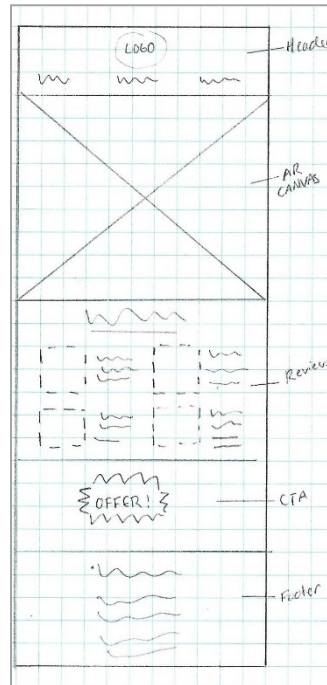 LOGO
Header
AR
CANVAS
Reviews
OFFER!
CTA
Footer